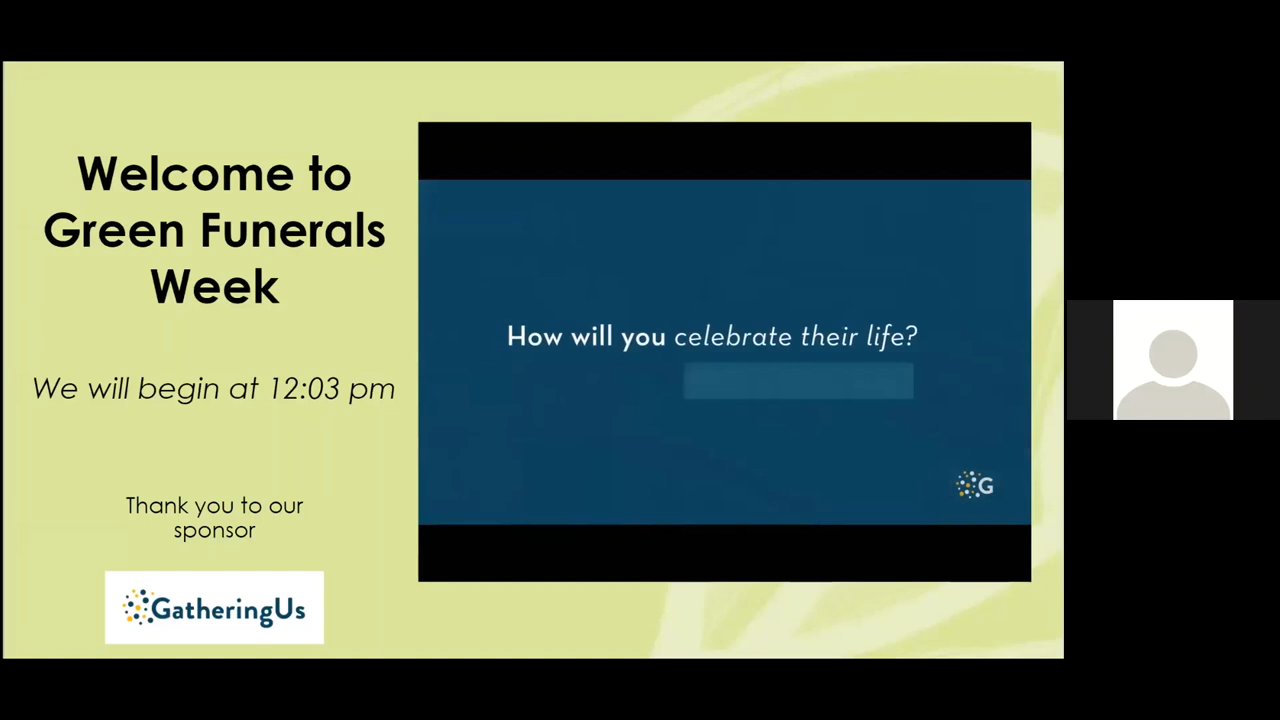 Welcome to
Green Funerals
Week
We will begin at 12:03 pm
Thank you to our
sponsor
GatheringUs
How will you celebrate their life?
G